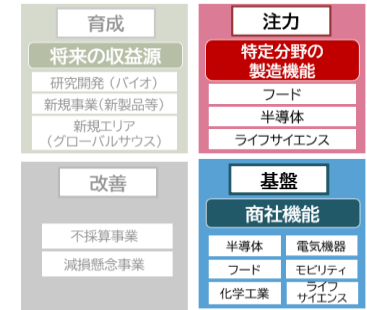 育成
将来の収益源
研究開発（バイオ）
新規事業（新製品等）
新規エリア
（グローバルサウス）
注力
特定分野の
製造機能
フード
半導体
ライフサイエンス
改善
不採算事業
減損懸念事業
基盤
商社機能
半導体
電気機器
フード
モビリティ
化学工業
ライフ
サイエンス